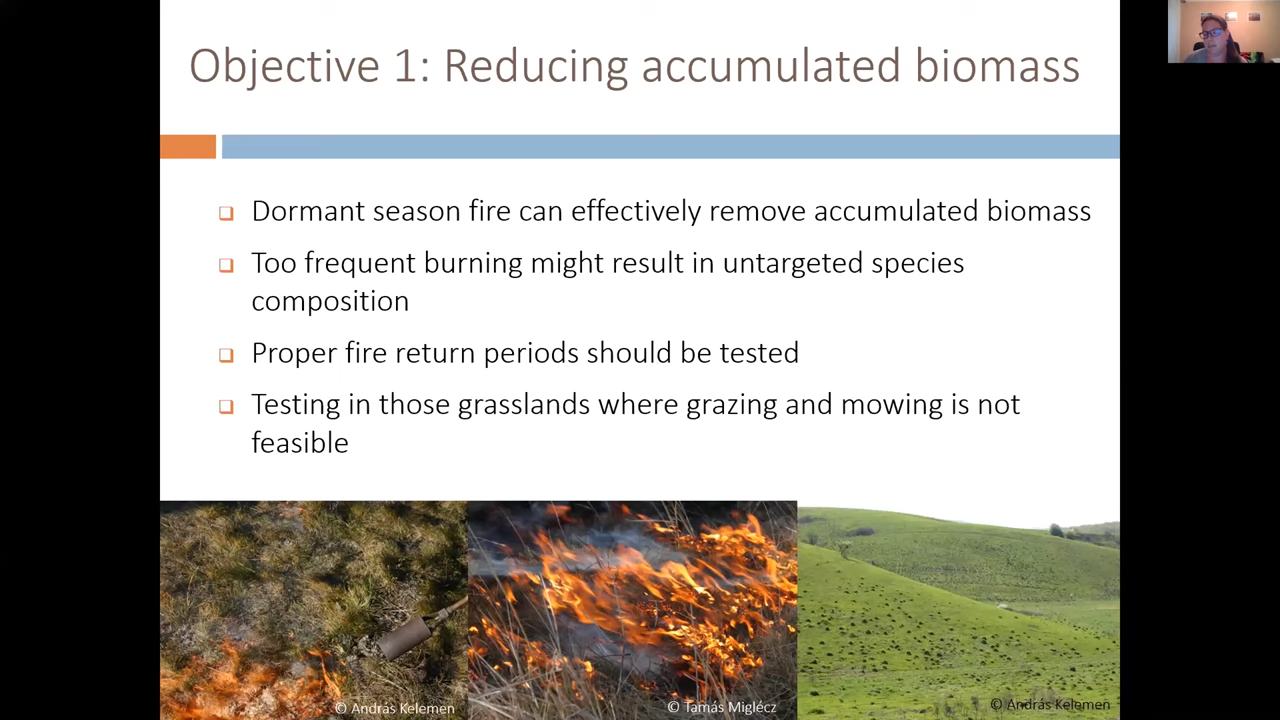 Objective 1: Reducing accumulated biomass
Dormant season fire can effectively remove accumulated biomass
Too frequent burning might result in untargeted species
composition
Proper fire return periods should be tested
Testing in those grasslands where grazing and mowing is not
feasible
© András Kelemen
© Tamás Miglécz
© András Kelemen